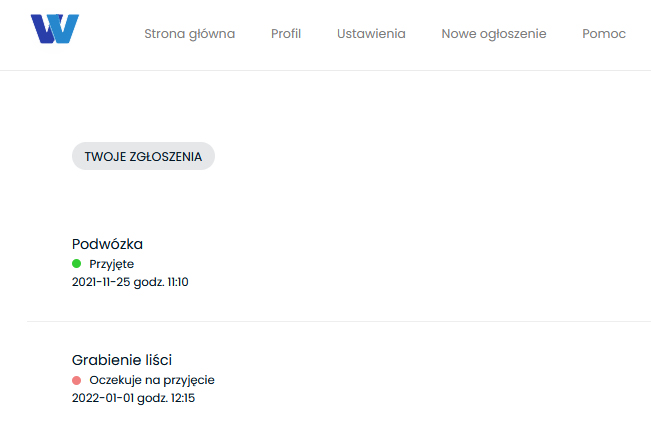 W
Strona główna Profil Ustawienia Nowe ogłoszenie Pomoc
TWOJE ZGŁOSZENIA
Podwózka
Przyjęte
2021-11-25 godz. 11:10
Grabienie liści
Oczekuje na przyjęcie
2022-01-01 godz. 12:15